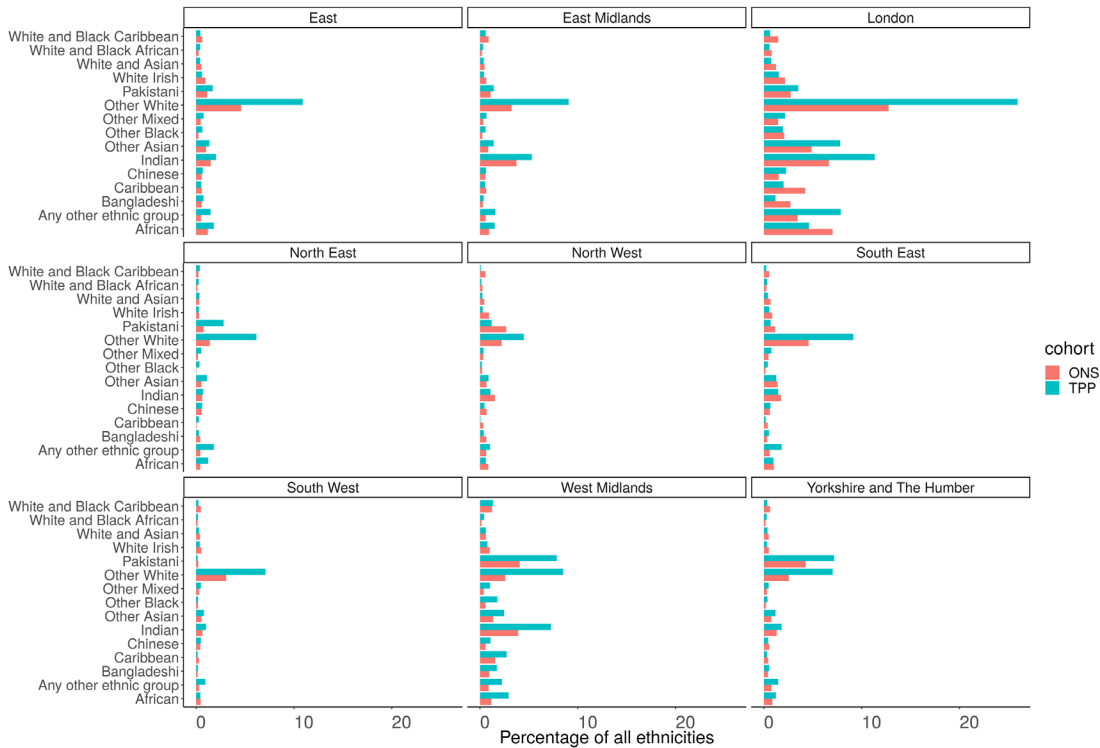 East East Midlands London
White and Black Caribbean
White and Black African
White and Asian
White Irish
Pakistani
Other White
Other Mixed
Other Black
Other Asian
Indian
Chinese
Caribbean
Bangladeshi
Any other ethnic group
African
North East North West South East
White and Black Caribbean
White and Black African
White and Asian
White Irish
Pakistani
Other White
Other Mixed
Other Black
Other Asian
Indian
Chinese
Caribbean
Bangladeshi
Any other ethnic group
African
cohort
ONS
TPP
South West West Midlands Yorkshire and The Humber
White and Black Caribbean
White and Black African
White and Asian
White Irish
Pakistani
Other White
Other Mixed
Other Black
Other Asian
Indian
Chinese
Caribbean
Bangladeshi
Any other ethnic group
African
0 10 20 0 10 20 0 10 20
Percentage of all ethnicities